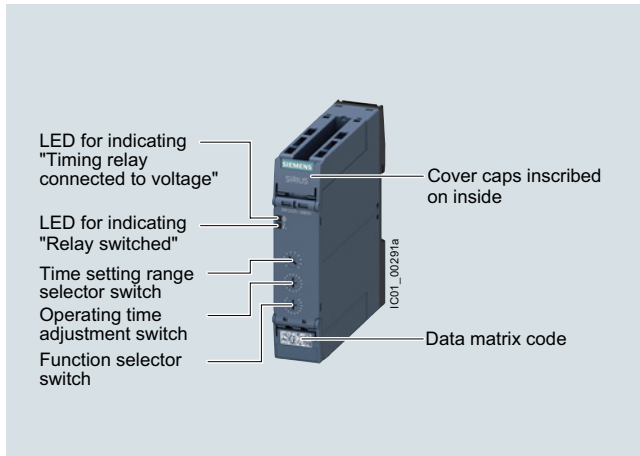 LED for indicating
"Timing relay
connected to voltage"
LED for indicating
"Relay switched"
Time setting range
selector switch
Operating time
adjustment switch
Function selector
switch
SIEMENS
SIRIUS
Cover caps inscribed
on inside
IC01_00291a
Data matrix code